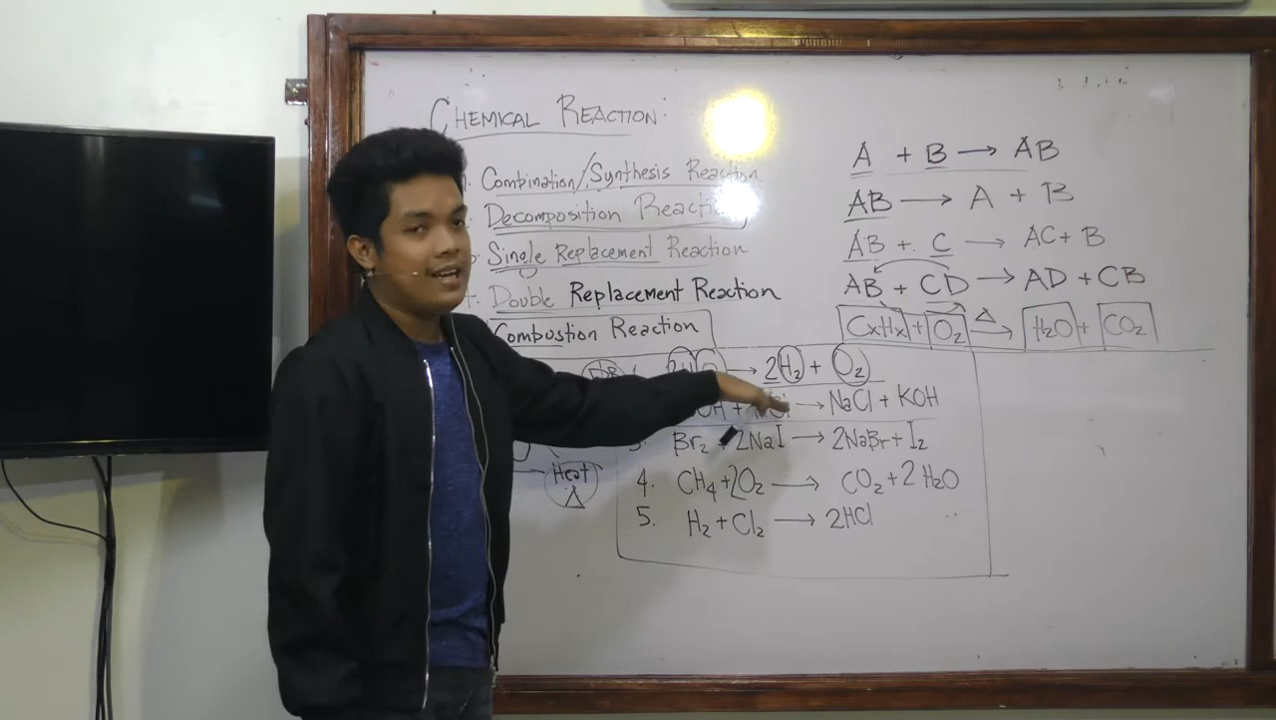 CHEMICAL REACTION:
Combination/Synthesis Reaction
Decomposition
Single Replacement Reaction
Double Replacement Reaction
Combustion Reaction
A + B → AB
AB → A + B
AB + C → AC + B
AB + CD → AD + CB
CxHx + O₂ Δ→ H₂O + CO₂
→ 2H₂ + O₂
+ → NaCl + KOH
Br₂ + 2NaI → 2NaBr + I₂
4. CH₄ + 2O₂ → CO₂ + 2H₂O
5. H₂ + Cl₂ → 2HCl
Heat
Δ